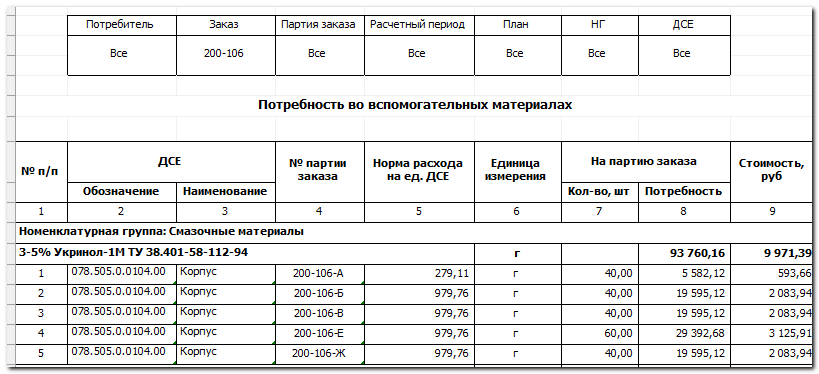 Потребитель Заказ Партия заказа Расчетный период План НГ ДСЕ
Все 200-106 Все Все Все Все Все
Потребность во вспомогательных материалах
№ п/п ДСЕ № партии заказа Норма расхода на ед. ДСЕ Единица измерения На партию заказа Стоимость, руб
Обозначение Наименование Кол-во, шт Потребность
1 2 3 4 5 6 7 8 9
Номенклатурная группа: Смазочные материалы
3-5% Укринол-1М ТУ 38.401-58-112-94 г 93 760,16 9 971,39
1 078.505.0.0104.00 Корпус 200-106-А 279,11 г 40,00 5 582,12 593,66
2 078.505.0.0104.00 Корпус 200-106-Б 979,76 г 40,00 19 595,12 2 083,94
3 078.505.0.0104.00 Корпус 200-106-В 979,76 г 40,00 19 595,12 2 083,94
4 078.505.0.0104.00 Корпус 200-106-Е 979,76 г 60,00 29 392,68 3 125,91
5 078.505.0.0104.00 Корпус 200-106-Ж 979,76 г 40,00 19 595,12 2 083,94